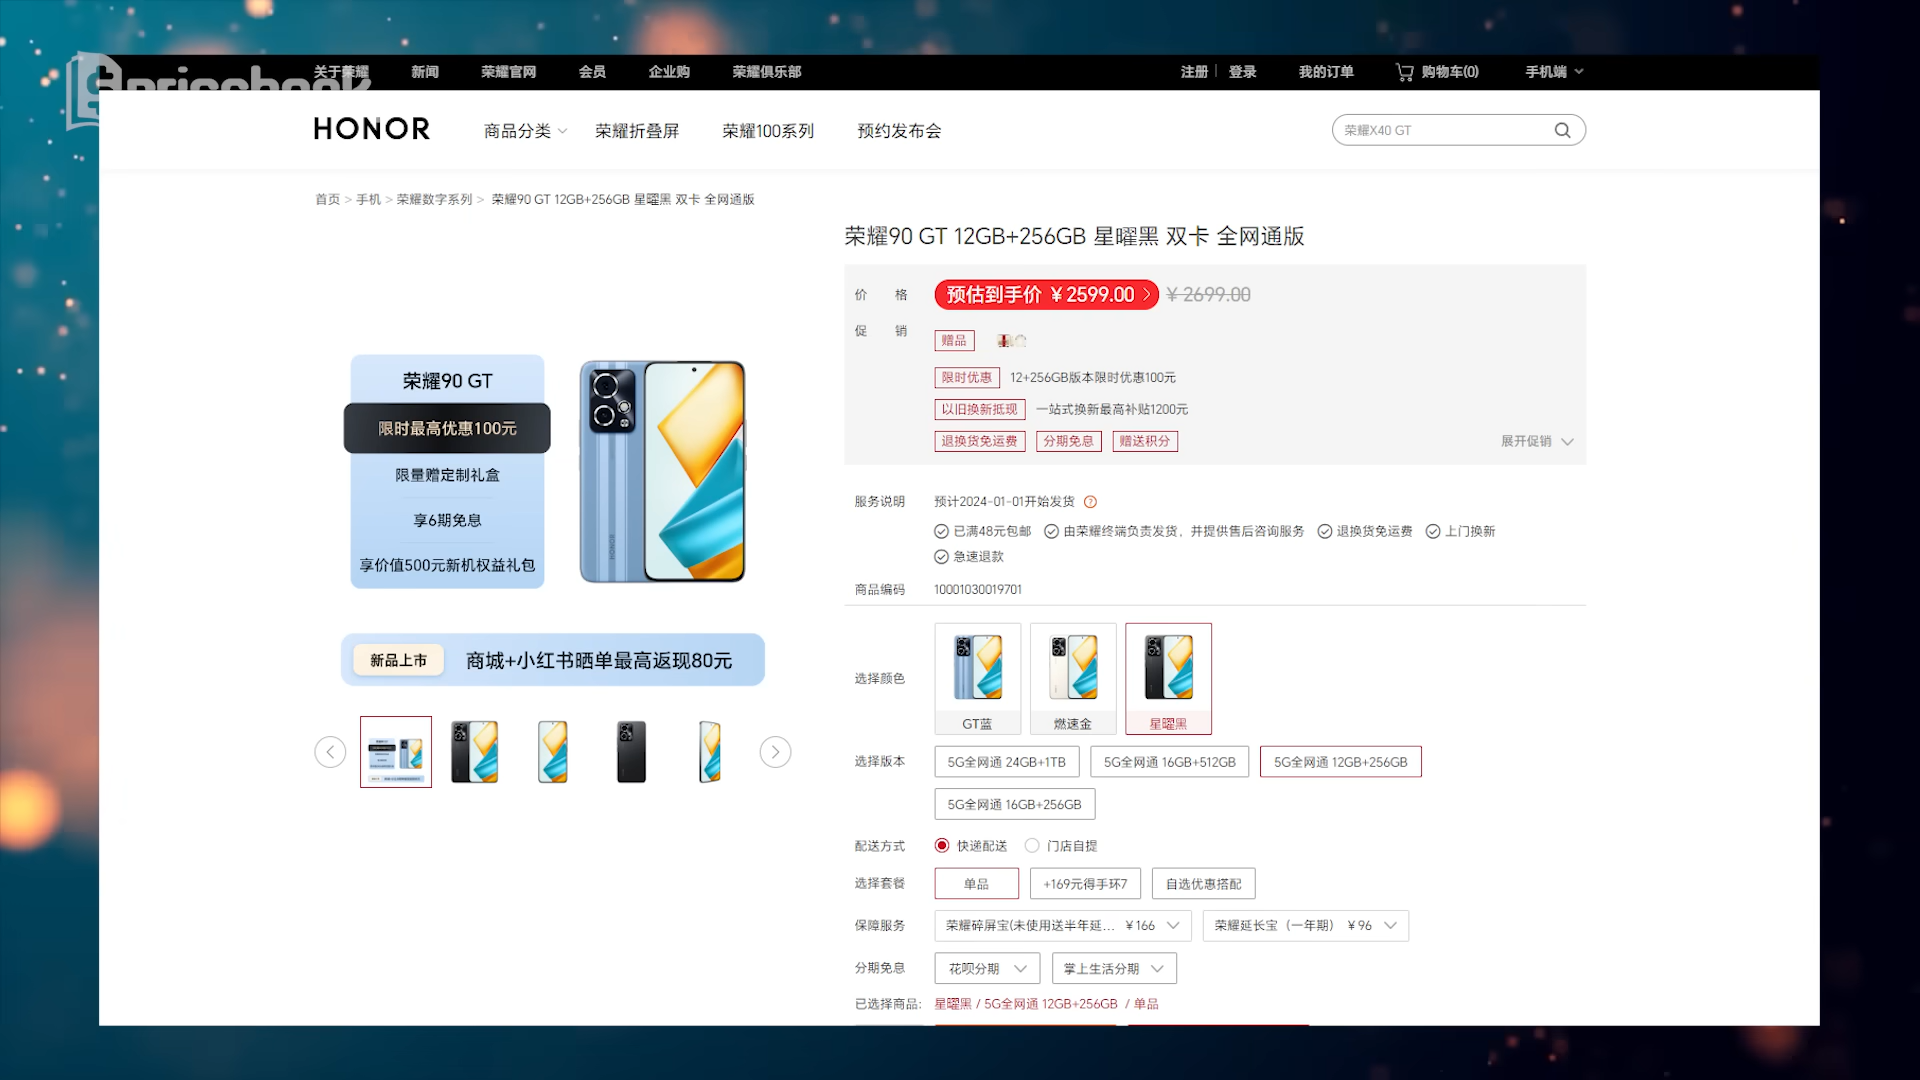 关于荣耀 新闻 荣耀官网 会员 企业购 荣耀俱乐部 注册 登录 我的订单 购物车(0) 手机端
pricebook
HONOR 商品分类 荣耀折叠屏 荣耀100系列 预约发布会 荣耀X40 GT
首页 > 手机 > 荣耀数字系列 > 荣耀90 GT 12GB+256GB 星曜黑 双卡 全网通版
荣耀90 GT 12GB+256GB 星曜黑 双卡 全网通版
价 格 预估到手价 ¥2599.00 ¥2699.00
促 销
赠品
限时优惠 12+256GB版本限时优惠100元
以旧换新抵现 一站式换新最高补贴1200元
退换货免运费 分期免息 赠送积分 展开促销
荣耀90 GT
限时最高优惠100元
限量赠定制礼盒
享6期免息
享价值500元新机权益礼包
HONOR
新品上市 商城+小红书晒单最高返现80元
服务说明 预计2024-01-01开始发货
已满48元包邮 由荣耀终端负责发货，并提供售后咨询服务 退换货免运费 上门换新
急速退款
商品编码 10001030019701
选择颜色 GT蓝 燃速金 星曜黑
选择版本 5G全网通 24GB+1TB 5G全网通 16GB+512GB 5G全网通 12GB+256GB
5G全网通 16GB+256GB
配送方式 快递配送 门店自提
选择套餐 单品 +169元得手环7 自选优惠搭配
保障服务 荣耀碎屏宝(未使用送半年延... ¥166 荣耀延长宝（一年期） ¥96
分期免息 花呗分期 掌上生活分期
已选择商品: 星曜黑 / 5G全网通 12GB+256GB / 单品